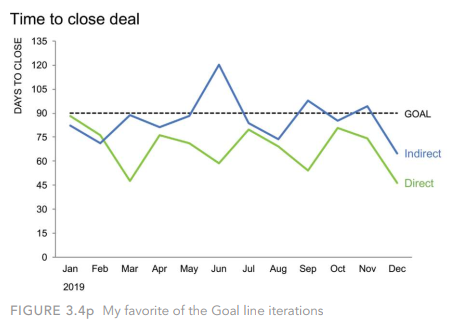 Time to close deal
DAYS TO CLOSE
135
120
105
90
75
60
45
30
15
0
GOAL
Indirect
Direct
Jan Feb Mar Apr May Jun Jul Aug Sep Oct Nov Dec
2019
FIGURE 3.4p My favorite of the Goal line iterations